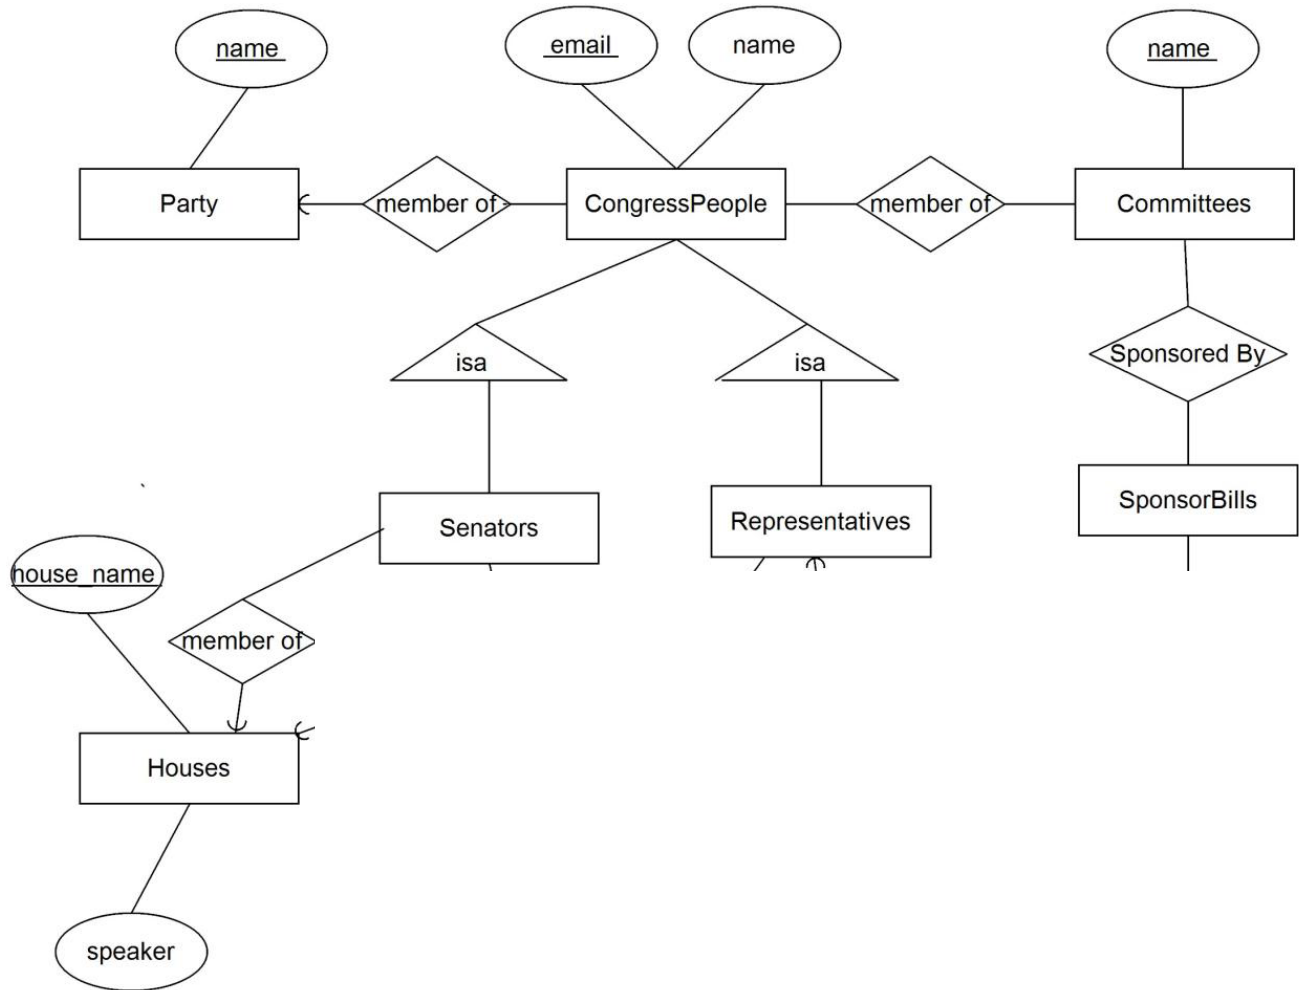 name
email
name
name
Party
member of
CongressPeople
member of
Committees
isa
isa
Sponsored By
Senators
Representatives
SponsorBills
house_name
member of
Houses
speaker